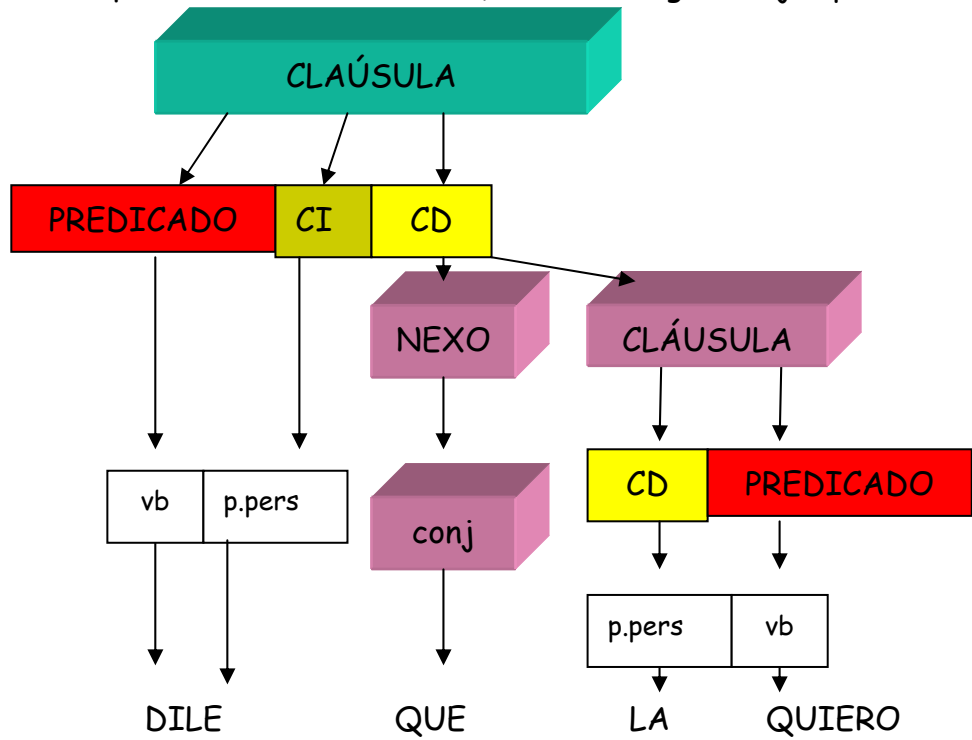 CLAÚSULA
PREDICADO CI CD
NEXO CLÁUSULA
vb p.pers conj CD PREDICADO
p.pers vb
DILE QUE LA QUIERO